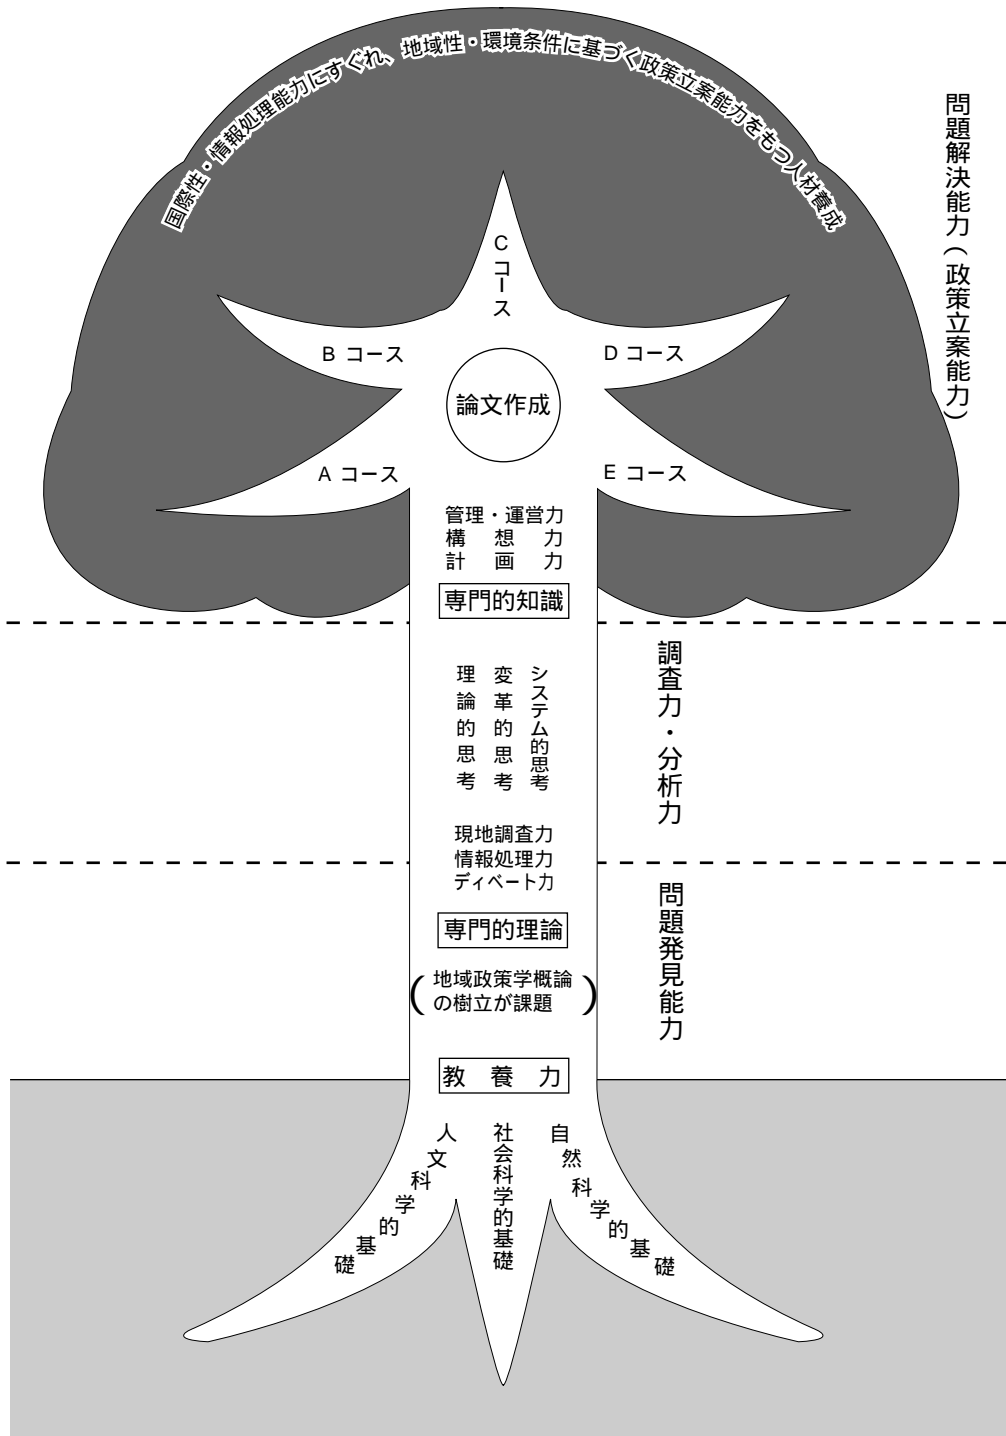 国際性・情報処理能力にすぐれ、地域性・環境条件に基づく政策立案能力をもつ人材養成
問題解決能力（政策立案能力）
Cコース
B コース
D コース
論文作成
A コース
E コース
管理・運営力
構想力
計画力
専門的知識
理論的思考
変革的思考
システム的思考
調査力・分析力
現地調査力
情報処理力
ディベート力
専門的理論
（地域政策学概論
の樹立が課題）
問題発見能力
教養力
人文科学的基礎
社会科学的基礎
自然科学的基礎